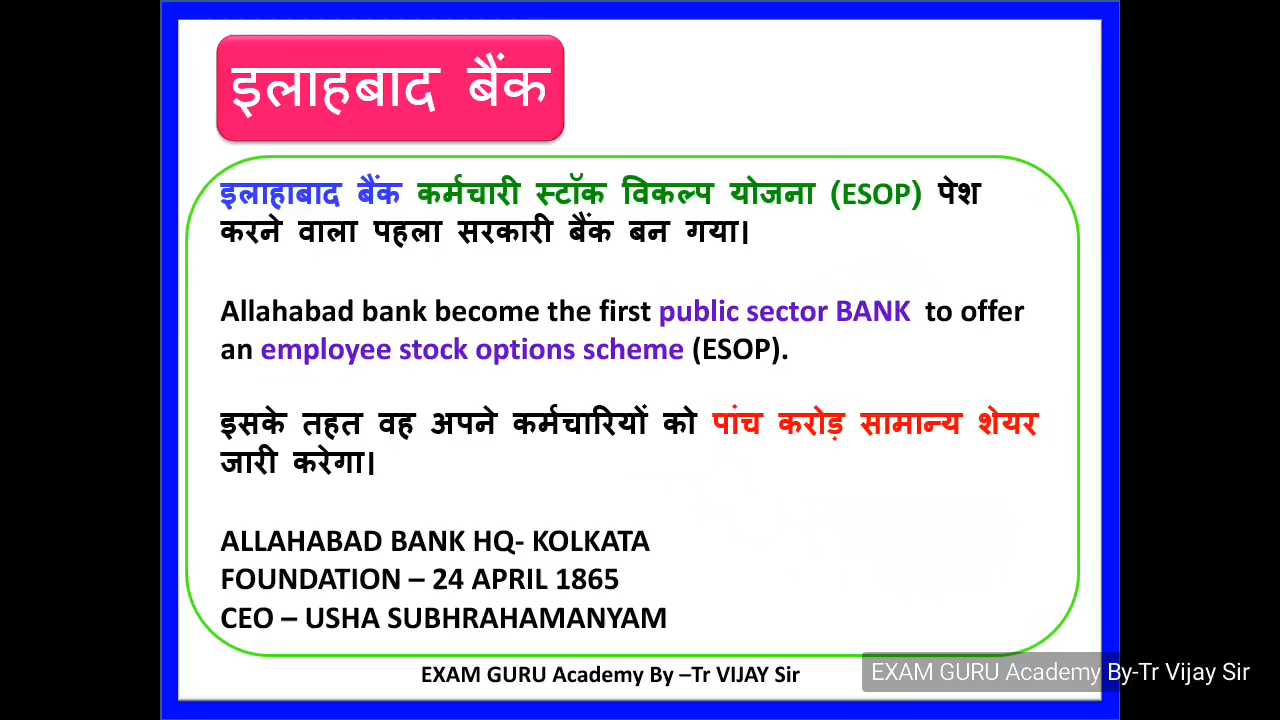 इलाहबाद बैंक
इलाहाबाद बैंक कर्मचारी स्टॉक विकल्प योजना (ESOP) पेश
करने वाला पहला सरकारी बैंक बन गया।
Allahabad bank become the first public sector BANK to offer
an employee stock options scheme (ESOP).
इसके तहत वह अपने कर्मचारियों को पांच करोड़ सामान्य शेयर
जारी करेगा।
ALLAHABAD BANK HQ- KOLKATA
FOUNDATION – 24 APRIL 1865
CEO – USHA SUBHRAHAMANYAM
EXAM GURU Academy By –Tr VIJAY Sir
EXAM GURU Academy By-Tr Vijay Sir